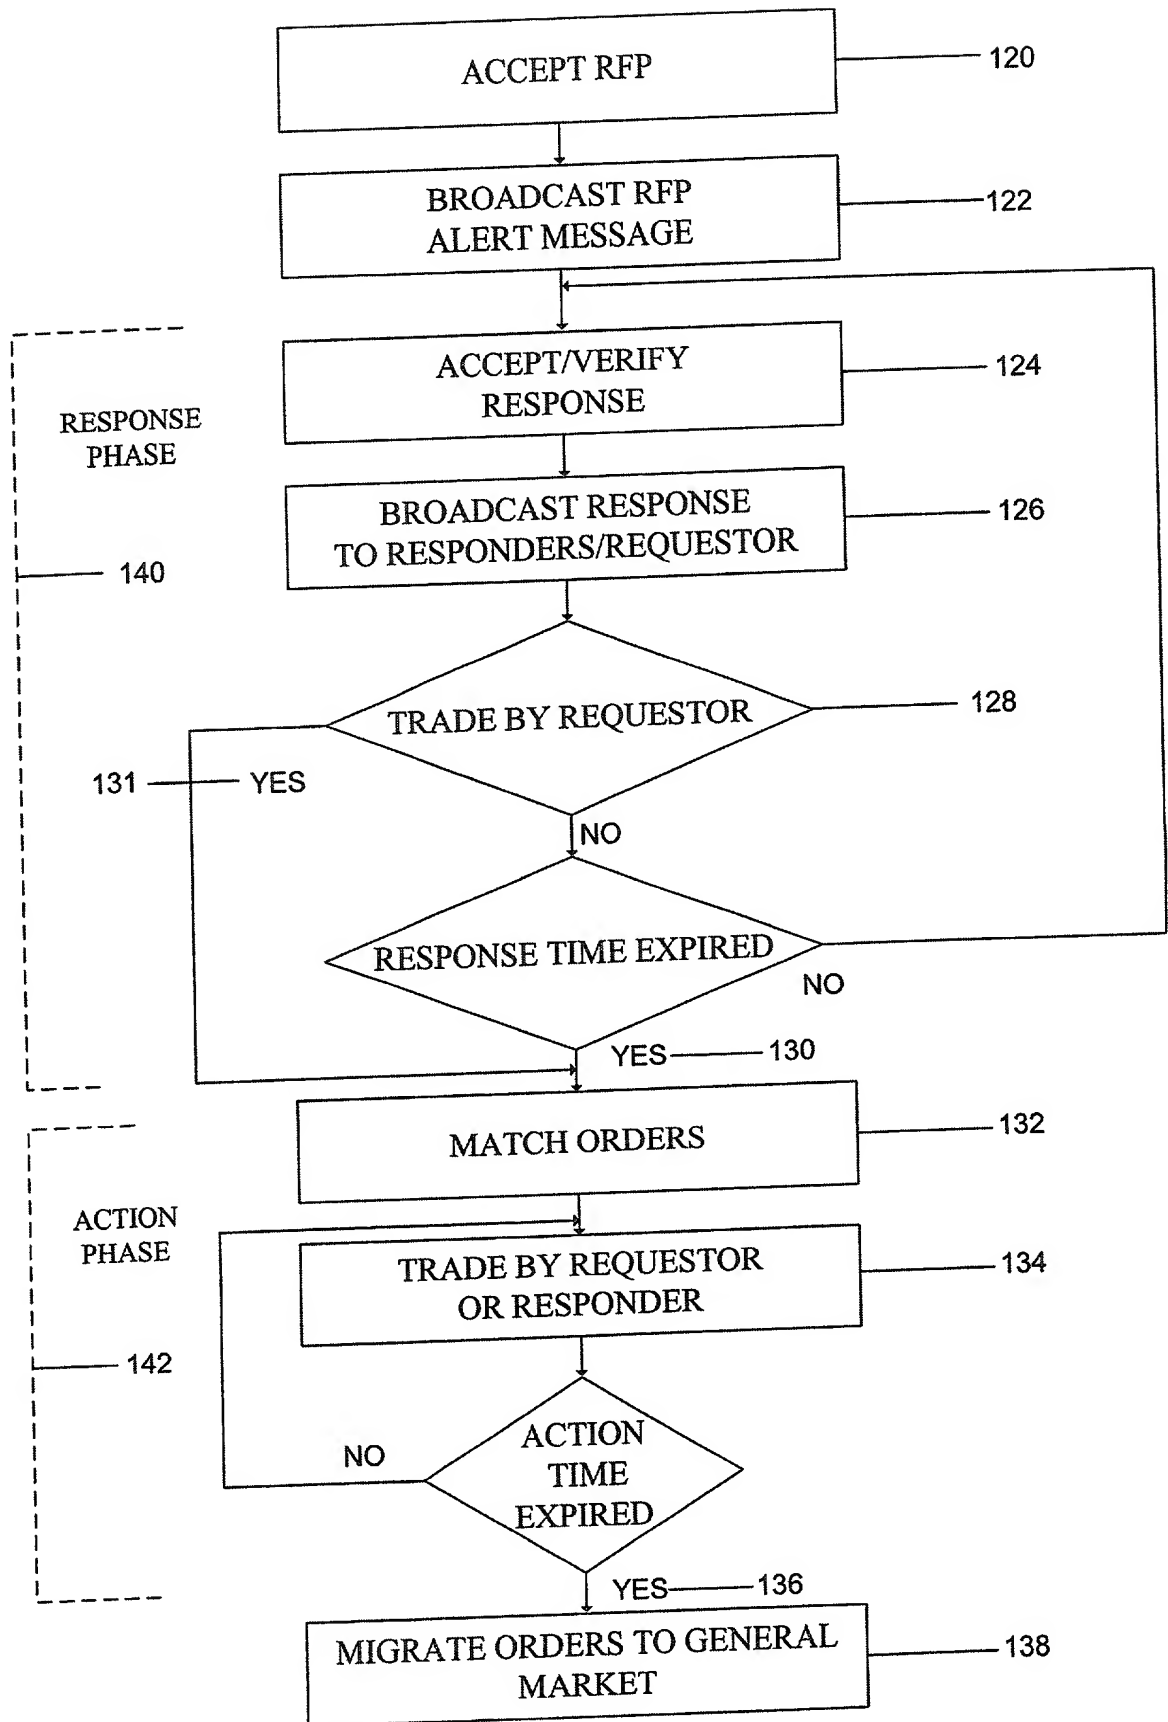 ACCEPT RFP
120
BROADCAST RFP
ALERT MESSAGE
122
ACCEPT/VERIFY
RESPONSE
124
RESPONSE
PHASE
BROADCAST RESPONSE
TO RESPONDERS/REQUESTOR
126
140
TRADE BY REQUESTOR
128
131
YES
NO
RESPONSE TIME EXPIRED
NO
YES
130
MATCH ORDERS
132
ACTION
PHASE
TRADE BY REQUESTOR
OR RESPONDER
134
142
ACTION
TIME
EXPIRED
NO
YES
136
MIGRATE ORDERS TO GENERAL
MARKET
138